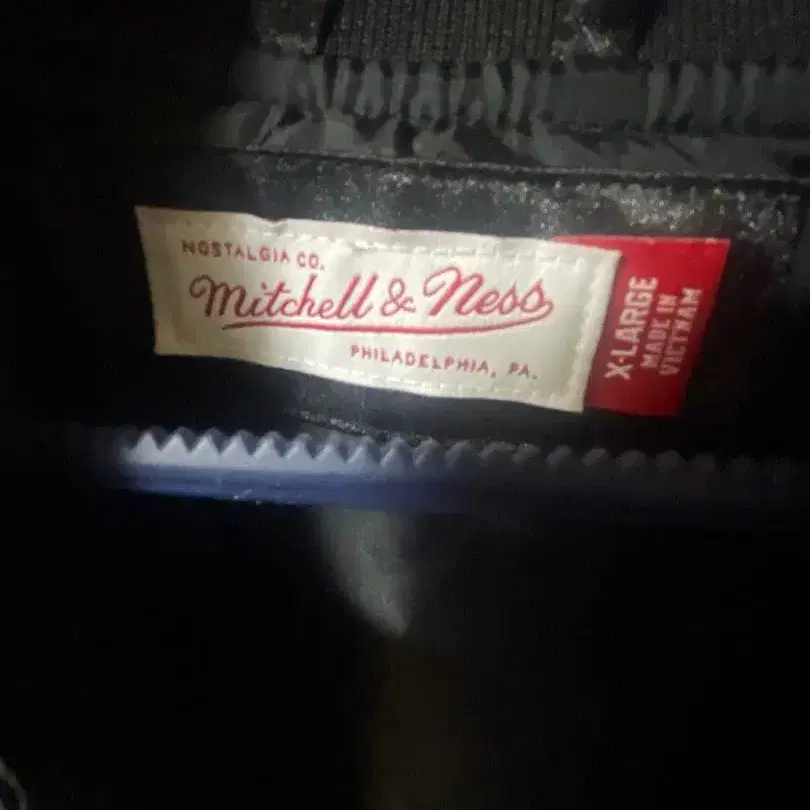 NOSTALGIA CO.
Mitchell & Ness
PHILADELPHIA, PA.
X-LARGE
MADE IN
VIETNAM